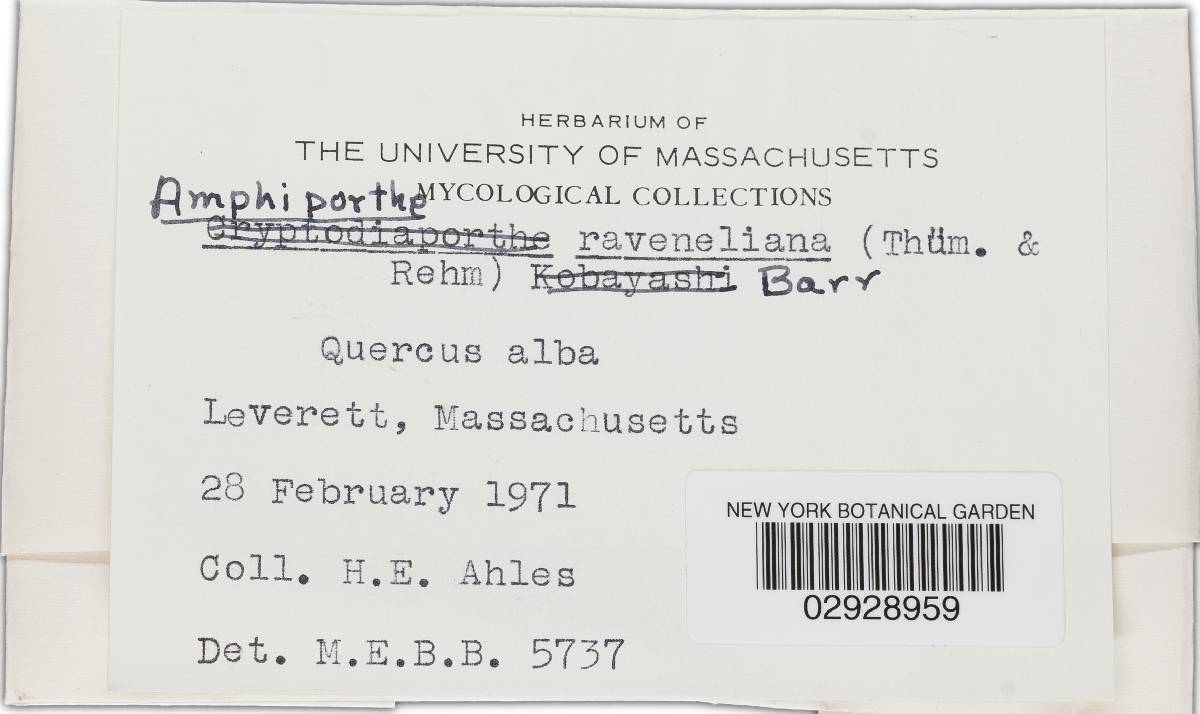 HERBARIUM OF
THE UNIVERSITY OF MASSACHUSETTS
MYCOLOGICAL COLLECTIONS
Amphiporthe
Cryptodiaporthe raveneliana (Thüm. &
Rehm) Kobayashi Barr
Quercus alba
Leverett, Massachusetts
28 February 1971
Coll. H.E. Ahles
Det. M.E.B.B. 5737
NEW YORK BOTANICAL GARDEN
02928959